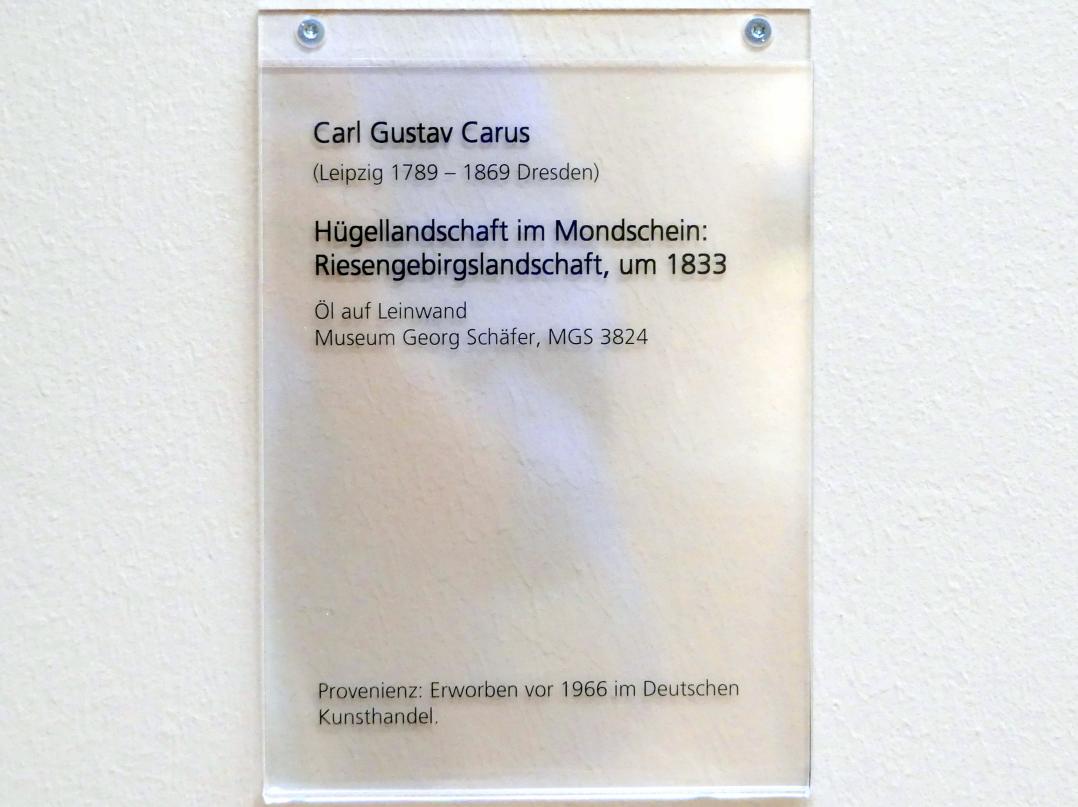 Carl Gustav Carus
(Leipzig 1789 – 1869 Dresden)
Hügellandschaft im Mondschein:
Riesengebirgslandschaft, um 1833
Öl auf Leinwand
Museum Georg Schäfer, MGS 3824
Provenienz: Erworben vor 1966 im Deutschen
Kunsthandel.